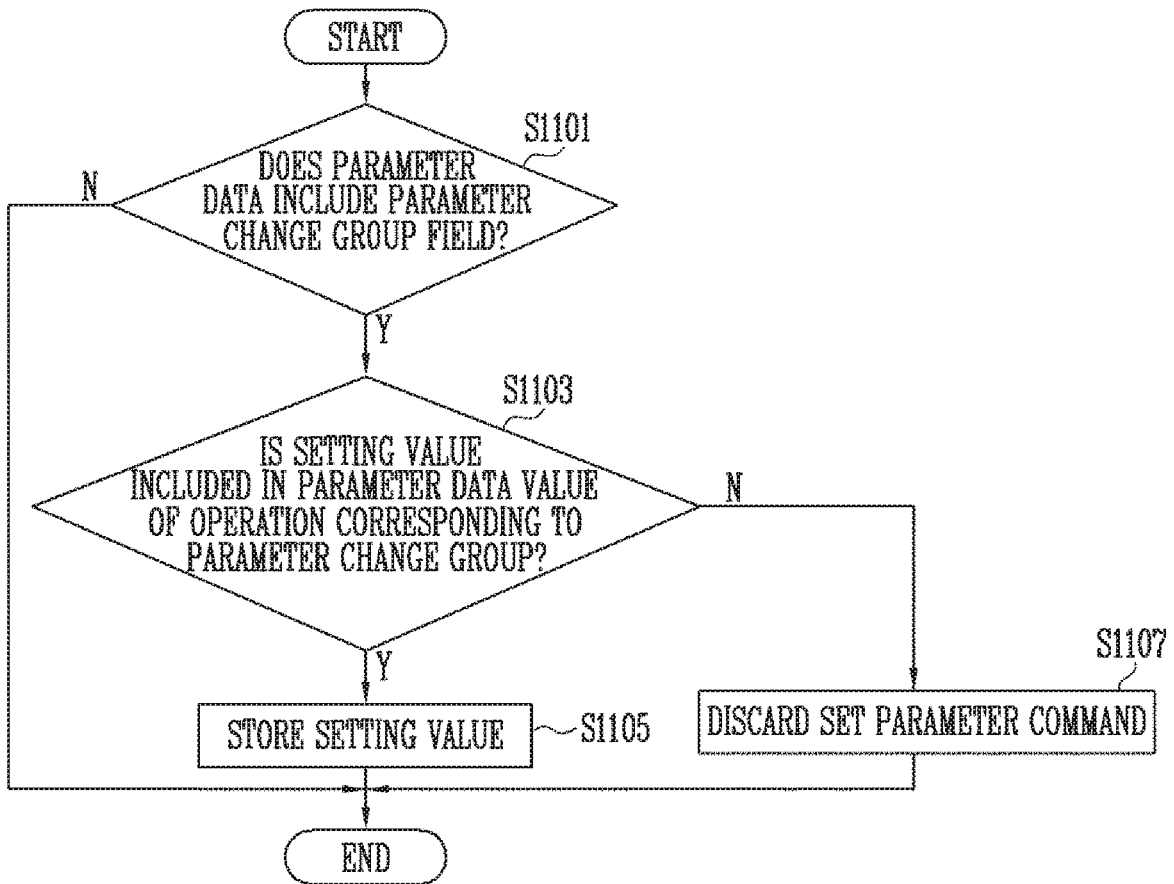 START
S1101
DOES PARAMETER
DATA INCLUDE PARAMETER
CHANGE GROUP FIELD?
N
Y
S1103
IS SETTING VALUE
INCLUDED IN PARAMETER DATA VALUE
OF OPERATION CORRESPONDING TO
PARAMETER CHANGE GROUP?
N
Y
S1107
STORE SETTING VALUE
S1105
DISCARD SET PARAMETER COMMAND
END